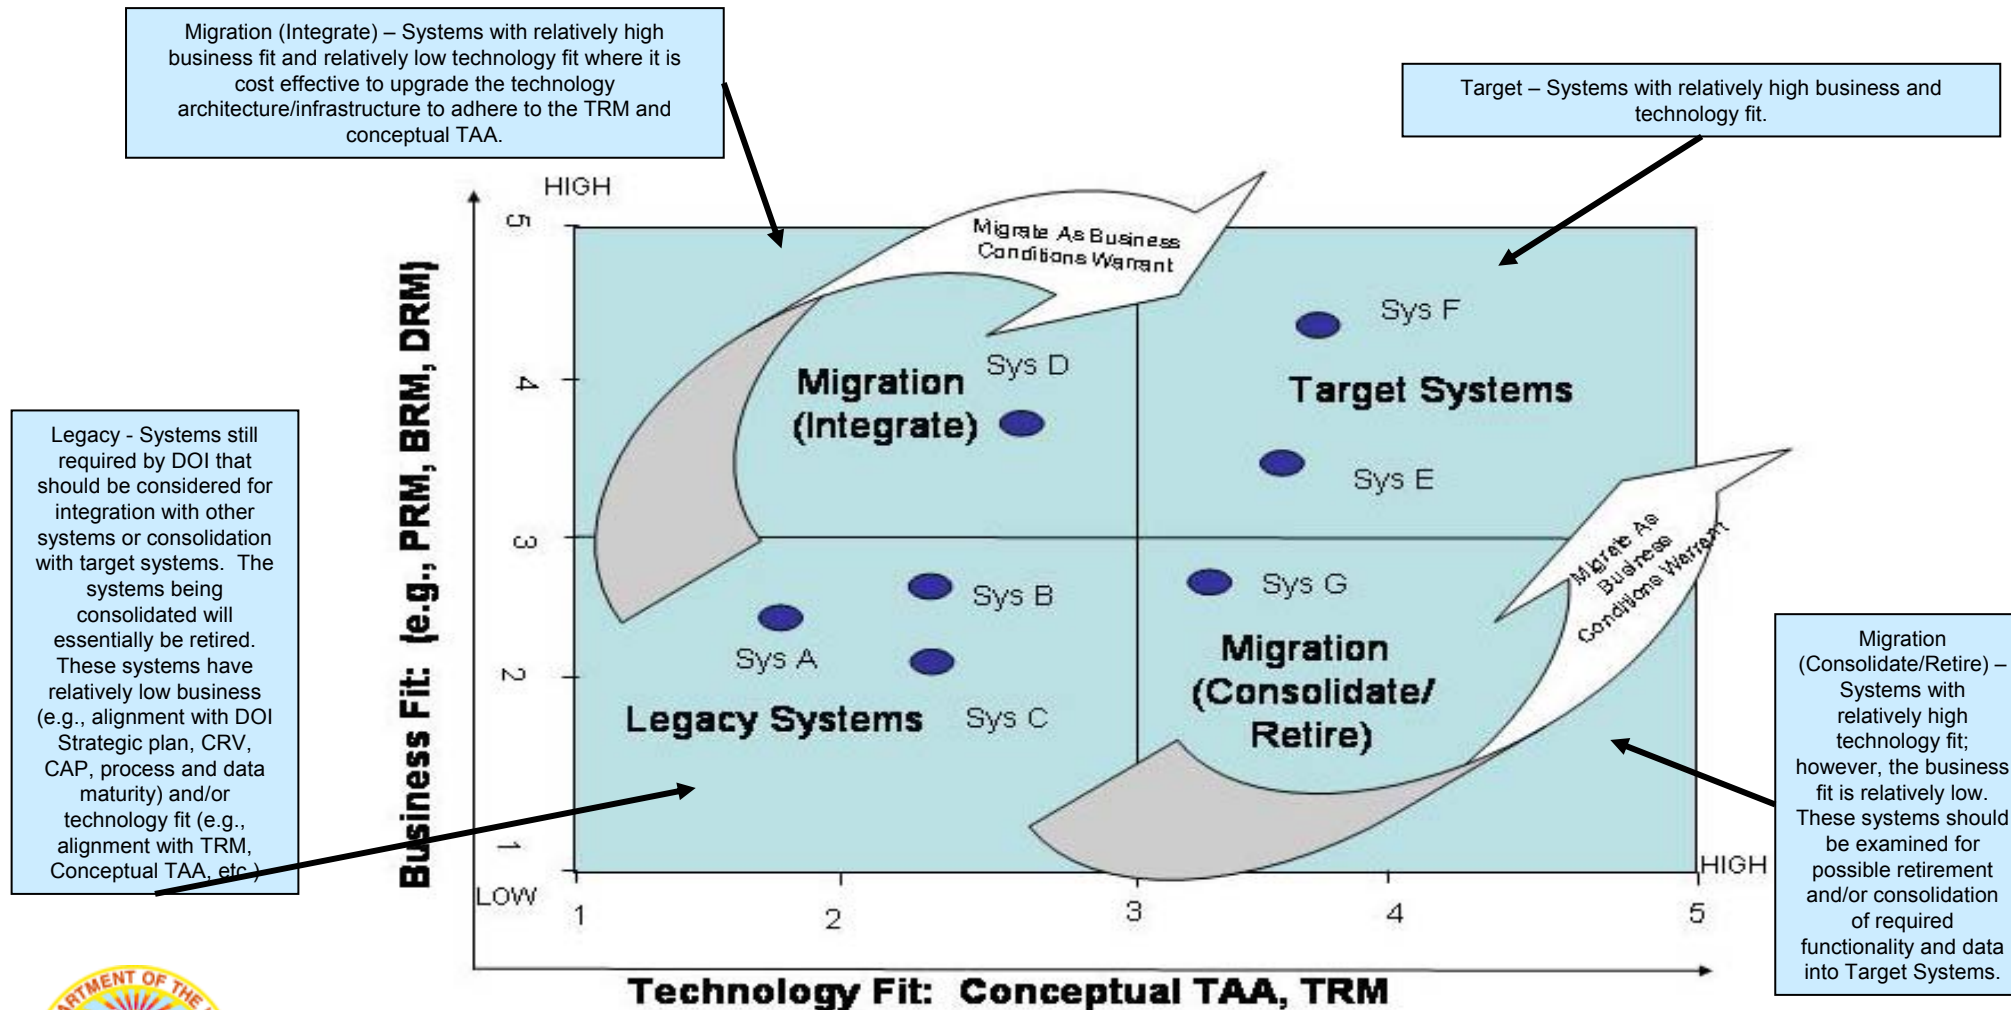 Migration (Integrate) – Systems with relatively high
business fit and relatively low technology fit where it is
cost effective to upgrade the technology
architecture/infrastructure to adhere to the TRM and
conceptual TAA.
Target – Systems with relatively high business and
technology fit.
HIGH
5
4
3
2
1
LOW
Business Fit: (e.g., PRM, BRM, DRM)
Migrate As Business
Conditions Warrant
Sys F
Sys D
Migration
(Integrate)
Target Systems
Sys E
Legacy - Systems still
required by DOI that
should be considered for
integration with other
systems or consolidation
with target systems. The
systems being
consolidated will
essentially be retired.
These systems have
relatively low business
(e.g., alignment with DOI
Strategic plan, CRV,
CAP, process and data
maturity) and/or
technology fit (e.g.,
alignment with TRM,
Conceptual TAA, etc.)
Sys B
Sys A
Sys C
Legacy Systems
Sys G
Migration
(Consolidate/
Retire)
Migrate As
Business
Conditions Warrant
Migration
(Consolidate/Retire) –
Systems with
relatively high
technology fit;
however, the business
fit is relatively low.
These systems should
be examined for
possible retirement
and/or consolidation
of required
functionality and data
into Target Systems.
HIGH
1
2
3
4
5
Technology Fit: Conceptual TAA, TRM
OF THE